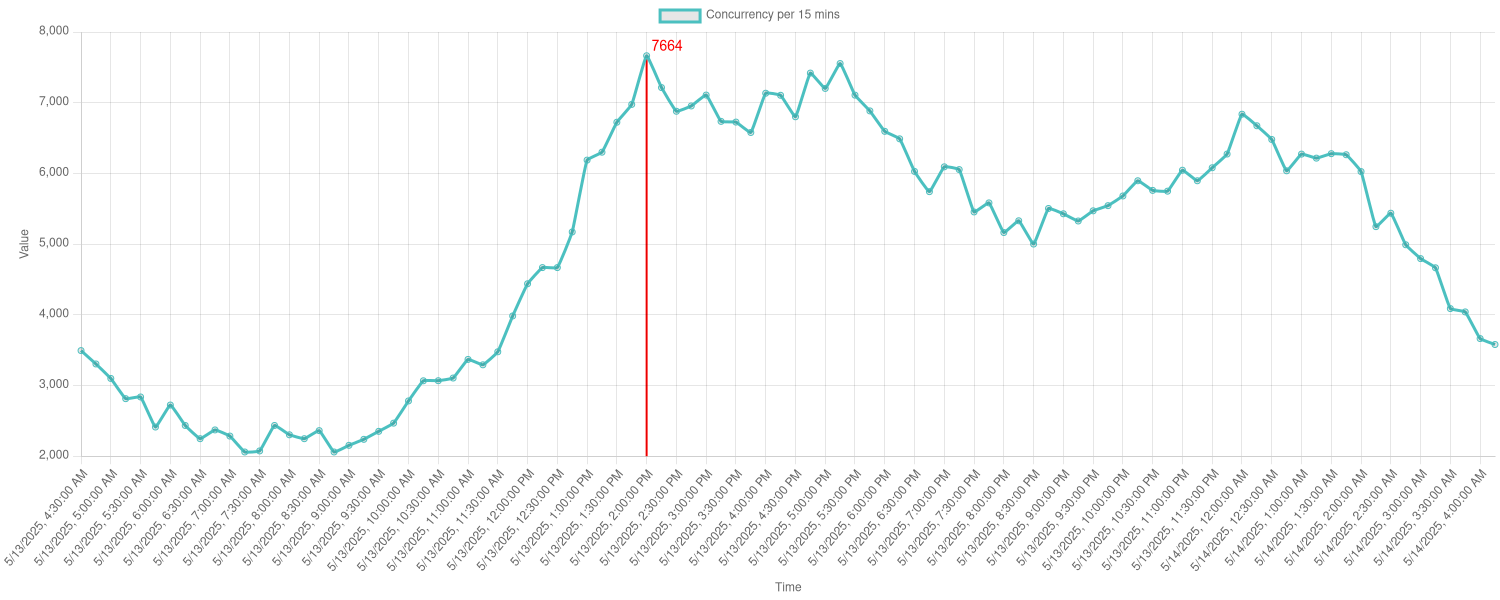 Concurrency per 15 mins
8,000
7664
7,000
6,000
5,000
4,000
3,000
2,000
Value
5/13/2025, 4:30:00 AM
5/13/2025, 5:00:00 AM
5/13/2025, 5:30:00 AM
5/13/2025, 6:00:00 AM
5/13/2025, 6:30:00 AM
5/13/2025, 7:00:00 AM
5/13/2025, 7:30:00 AM
5/13/2025, 8:00:00 AM
5/13/2025, 8:30:00 AM
5/13/2025, 9:00:00 AM
5/13/2025, 9:30:00 AM
5/13/2025, 10:00:00 AM
5/13/2025, 10:30:00 AM
5/13/2025, 11:00:00 AM
5/13/2025, 11:30:00 AM
5/13/2025, 12:00:00 PM
5/13/2025, 12:30:00 PM
5/13/2025, 1:00:00 PM
5/13/2025, 1:30:00 PM
5/13/2025, 2:00:00 PM
5/13/2025, 2:30:00 PM
5/13/2025, 3:00:00 PM
5/13/2025, 3:30:00 PM
5/13/2025, 4:00:00 PM
5/13/2025, 4:30:00 PM
5/13/2025, 5:00:00 PM
5/13/2025, 5:30:00 PM
5/13/2025, 6:00:00 PM
5/13/2025, 6:30:00 PM
5/13/2025, 7:00:00 PM
5/13/2025, 7:30:00 PM
5/13/2025, 8:00:00 PM
5/13/2025, 8:30:00 PM
5/13/2025, 9:00:00 PM
5/13/2025, 9:30:00 PM
5/13/2025, 10:00:00 PM
5/13/2025, 10:30:00 PM
5/13/2025, 11:00:00 PM
5/13/2025, 11:30:00 PM
5/14/2025, 12:00:00 AM
5/14/2025, 12:30:00 AM
5/14/2025, 1:00:00 AM
5/14/2025, 1:30:00 AM
5/14/2025, 2:00:00 AM
5/14/2025, 2:30:00 AM
5/14/2025, 3:00:00 AM
5/14/2025, 3:30:00 AM
5/14/2025, 4:00:00 AM
Time